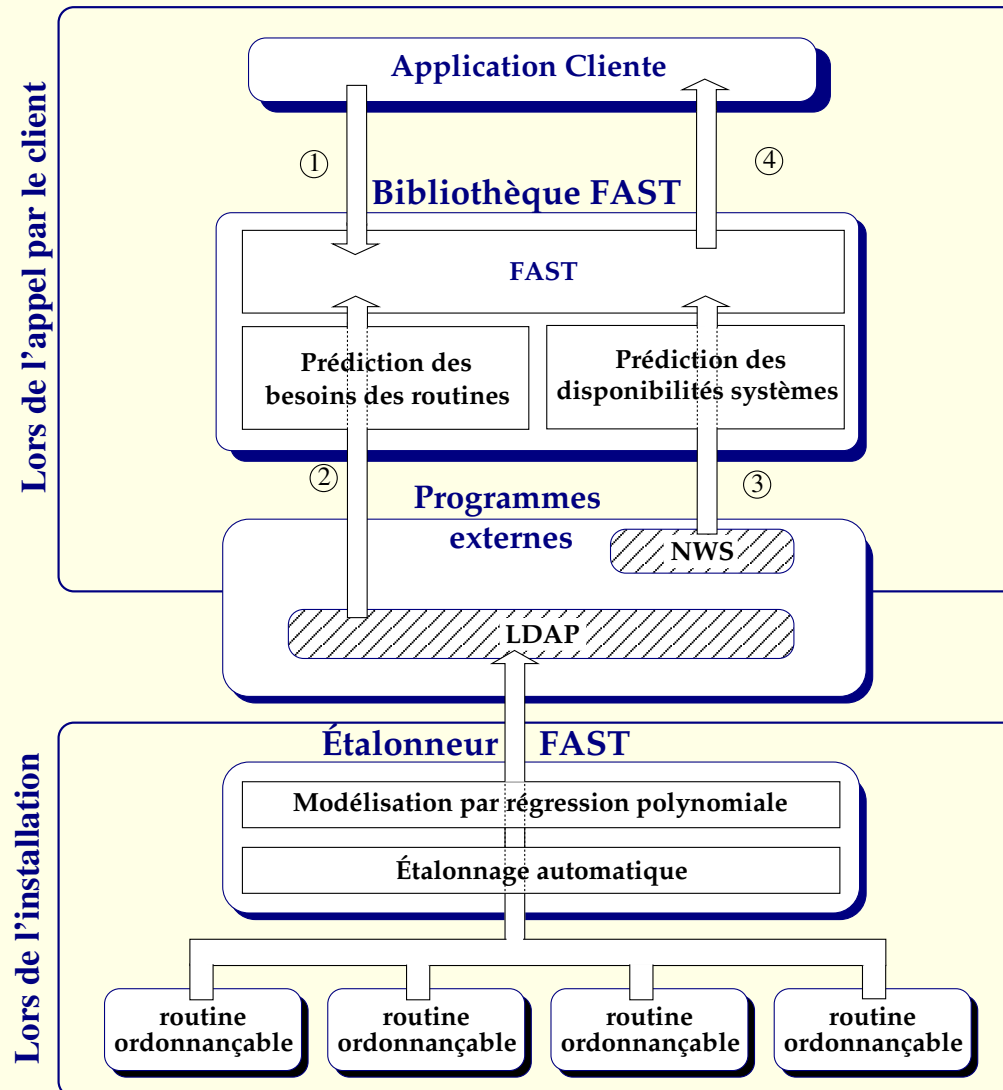 Lors de l'appel par le client
Application Cliente
①
④
Bibliothèque FAST
FAST
Prédiction des
besoins des routines
Prédiction des
disponibilités systèmes
②
③
Programmes
externes
NWS
LDAP
Lors de l'installation
Étalonneur FAST
Modélisation par régression polynomiale
Étalonnage automatique
routine
ordonnançable
routine
ordonnançable
routine
ordonnançable
routine
ordonnançable